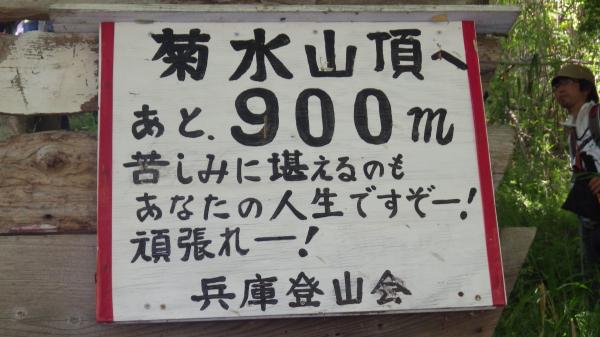 菊水山頂へ
あと、900m
苦しみに堪えるのも
あなたの人生ですぞー!
頑張れー!
兵庫登山会